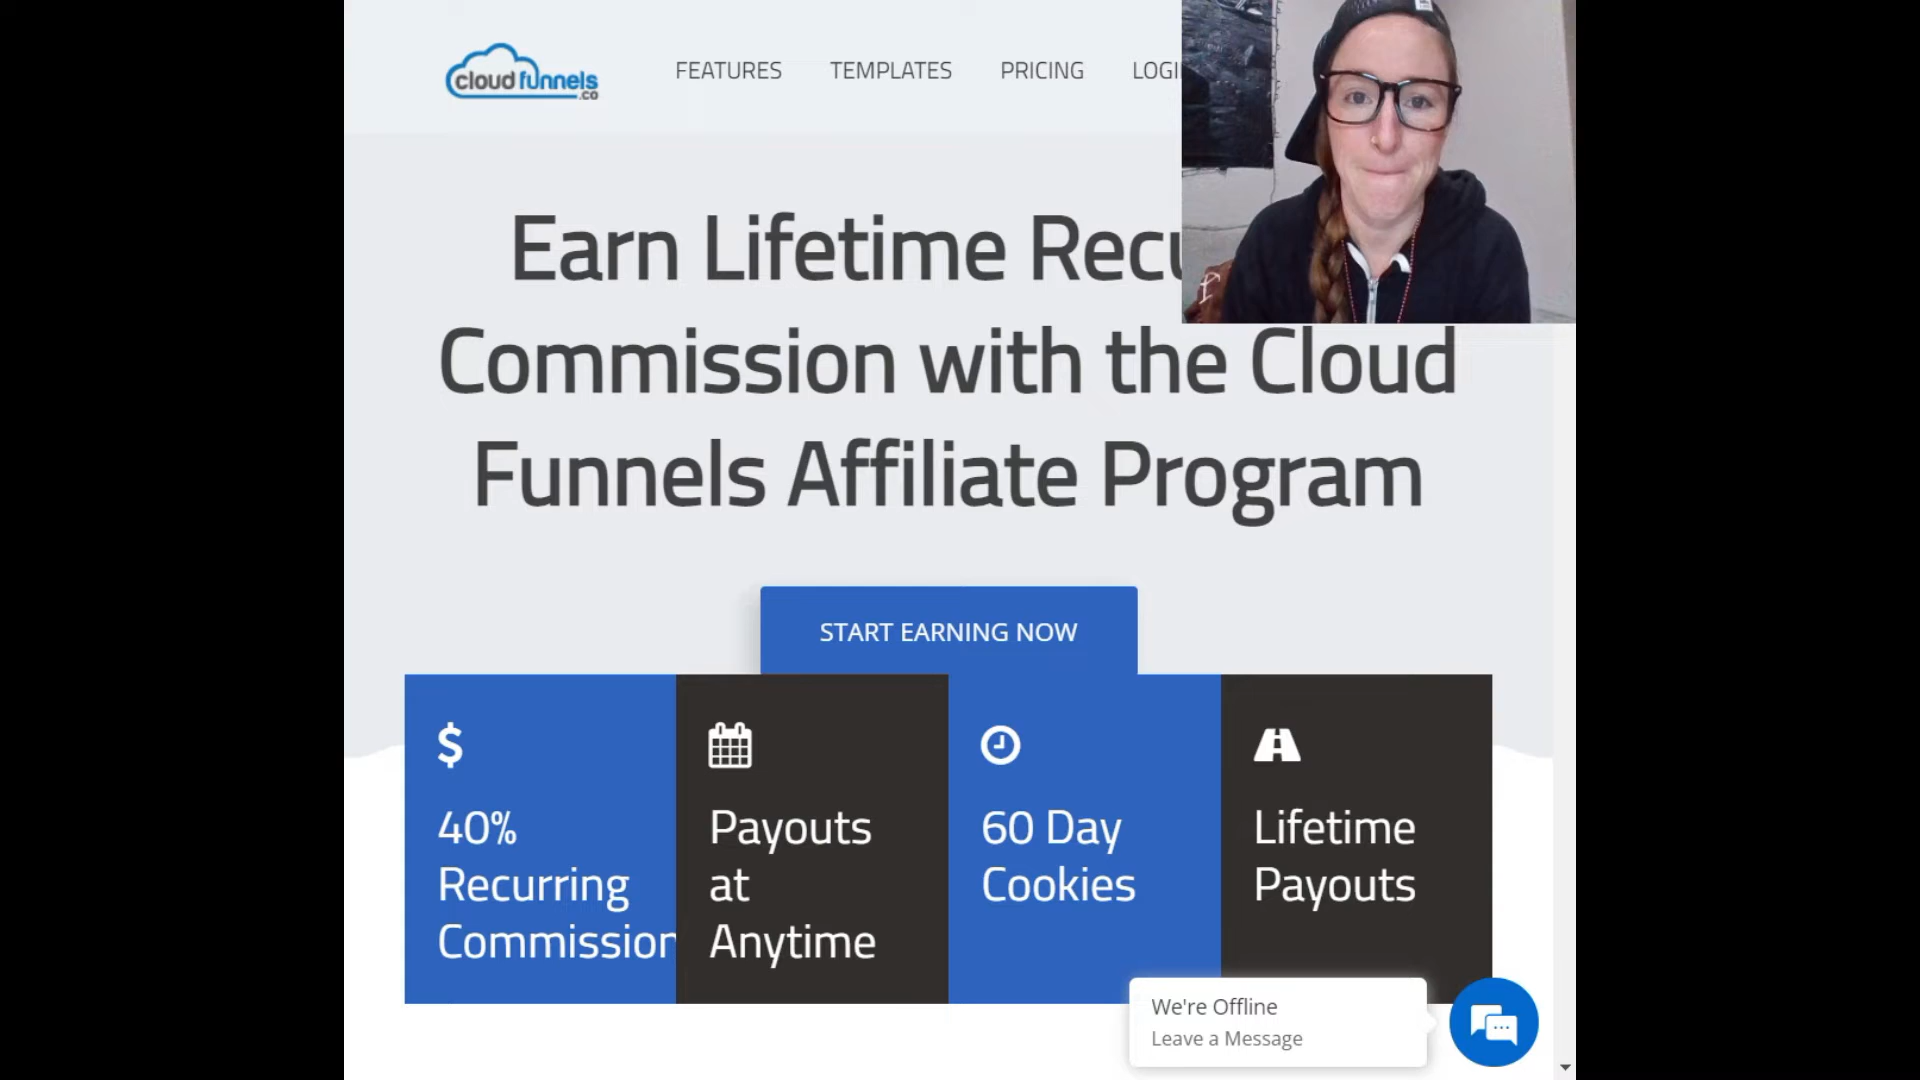 cloud funnels
.co
FEATURES
TEMPLATES
PRICING
Earn Lifetime
Commission with the Cloud
Funnels Affiliate Program
START EARNING NOW
$
40%
Recurring
Commission
Payouts
at
Anytime
60 Day
Cookies
Lifetime
Payouts
We're Offline
Leave a Message